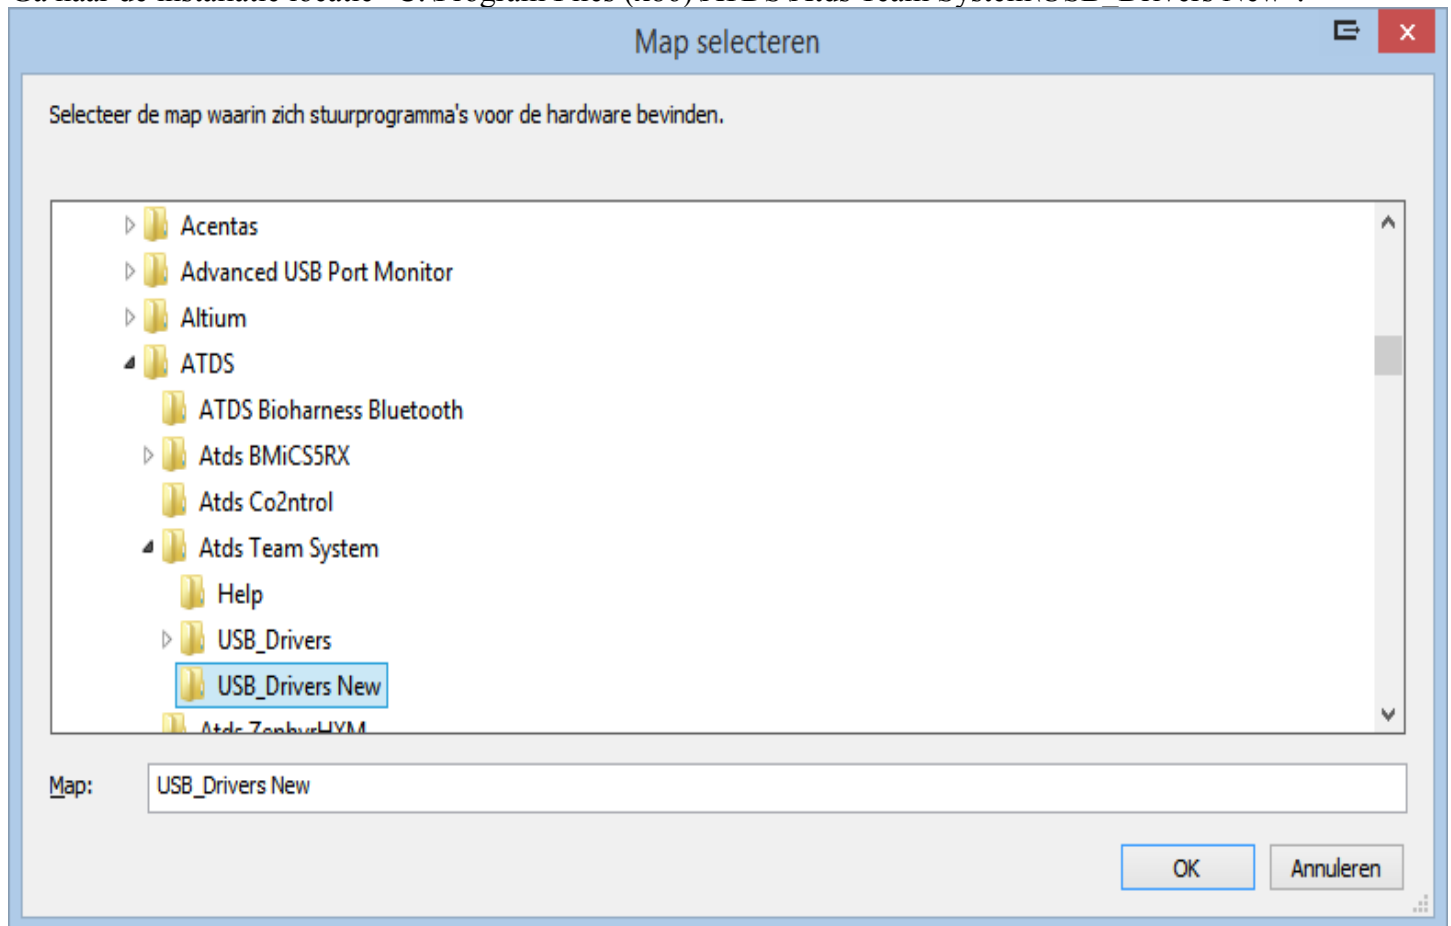 Map selecteren
Selecteer de map waarin zich stuurprogramma's voor de hardware bevinden.
Acentas
Advanced USB Port Monitor
Altium
ATDS
ATDS Bioharness Bluetooth
Atds BMiCS5RX
Atds Co2ntrol
Atds Team System
Help
USB_Drivers
USB_Drivers New
Atds ZephyrHXM
Map:
USB_Drivers New
OK
Annuleren